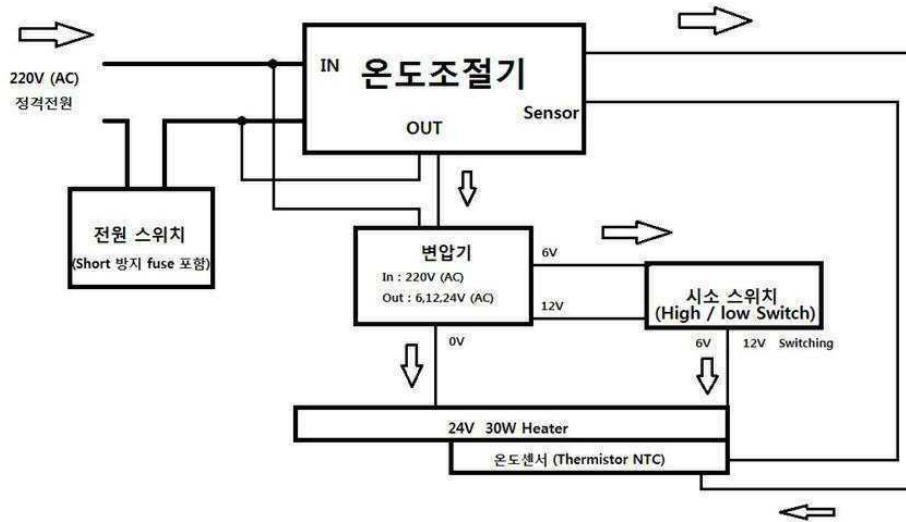 220V (AC)
정격전원
IN
온도조절기
Sensor
OUT
전원 스위치
(Short 방지 fuse 포함)
변압기
In : 220V (AC)
Out : 6,12,24V (AC)
6V
12V
0V
시소 스위치
(High / low Switch)
6V
12V Switching
24V 30W Heater
온도센서 (Thermistor NTC)